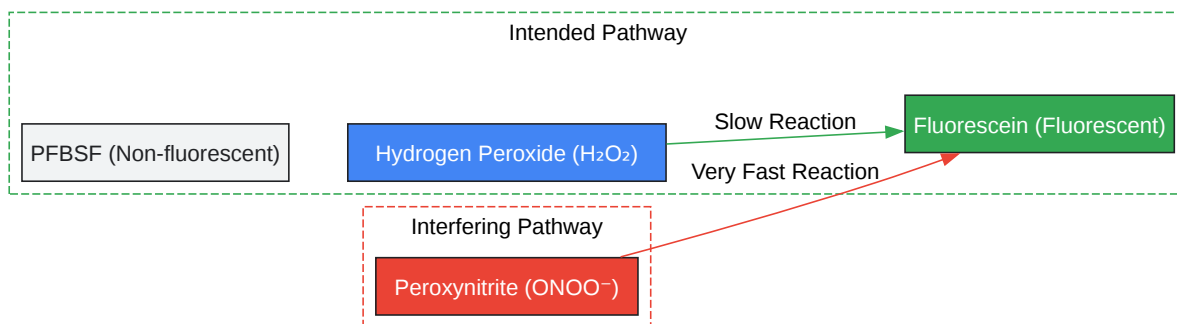 Intended Pathway
PFBSF (Non-fluorescent)
Hydrogen Peroxide (H₂O₂)
Slow Reaction
Fluorescein (Fluorescent)
Very Fast Reaction
Interfering Pathway
Peroxynitrite (ONOO⁻)